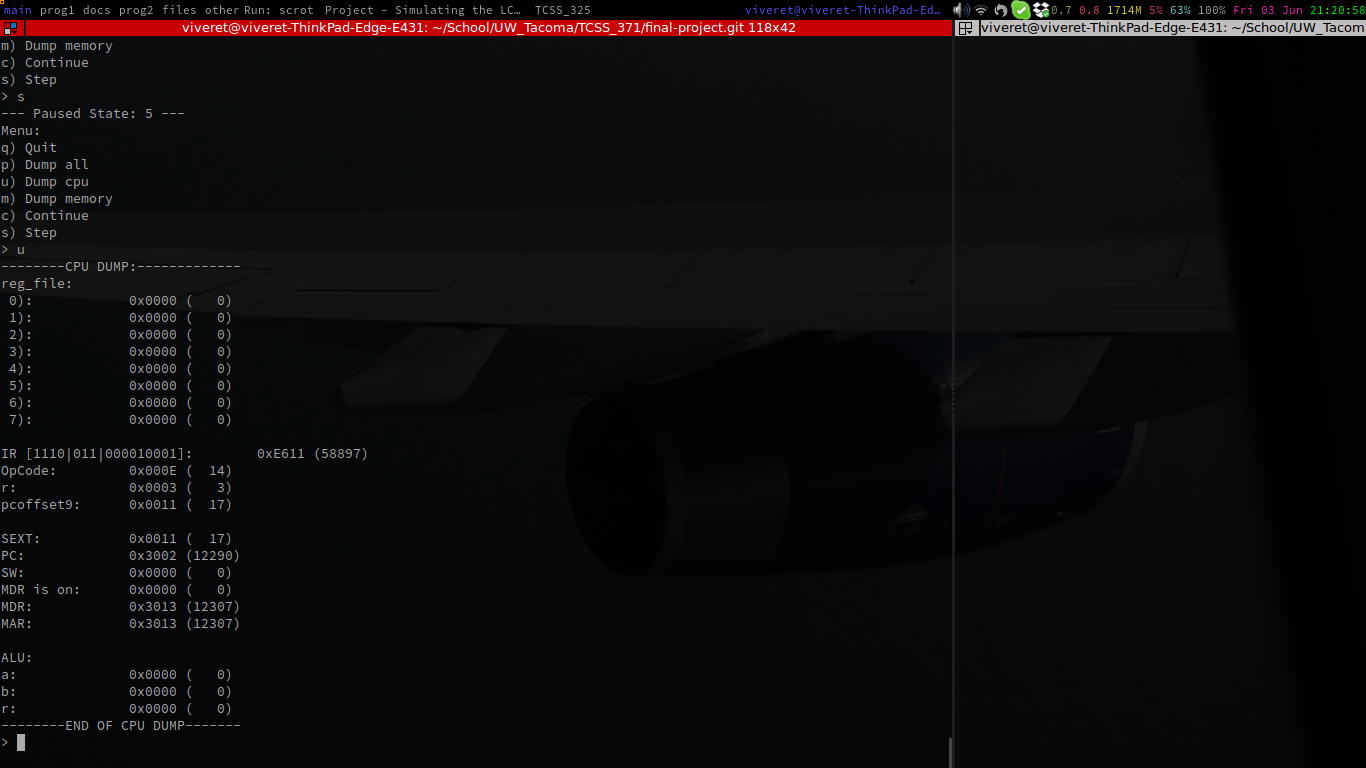 main prog1 docs prog2 files other Run: scrot Project - Simulating the LC… TCSS_325 viveret@viveret-ThinkPad-Ed… 0.7 0.8 1714M 5% 63% 100% Fri 03 Jun 21:20:58
viveret@viveret-ThinkPad-Edge-E431: ~/School/UW_Tacoma/TCSS_371/final-project.git 118x42
viveret@viveret-ThinkPad-Edge-E431: ~/School/UW_Tacoma
m) Dump memory
c) Continue
s) Step
> s
--- Paused State: 5 ---
Menu:
q) Quit
p) Dump all
u) Dump cpu
m) Dump memory
c) Continue
s) Step
> u
--------CPU DUMP:-------------
reg_file:
0): 0x0000 ( 0)
1): 0x0000 ( 0)
2): 0x0000 ( 0)
3): 0x0000 ( 0)
4): 0x0000 ( 0)
5): 0x0000 ( 0)
6): 0x0000 ( 0)
7): 0x0000 ( 0)
IR [1110|011|000010001]: 0xE611 (58897)
OpCode: 0x000E ( 14)
r: 0x0003 ( 3)
pcoffset9: 0x0011 ( 17)
SEXT: 0x0011 ( 17)
PC: 0x3002 (12290)
SW: 0x0000 ( 0)
MDR is on: 0x0000 ( 0)
MDR: 0x3013 (12307)
MAR: 0x3013 (12307)
ALU:
a: 0x0000 ( 0)
b: 0x0000 ( 0)
r: 0x0000 ( 0)
--------END OF CPU DUMP-------
>